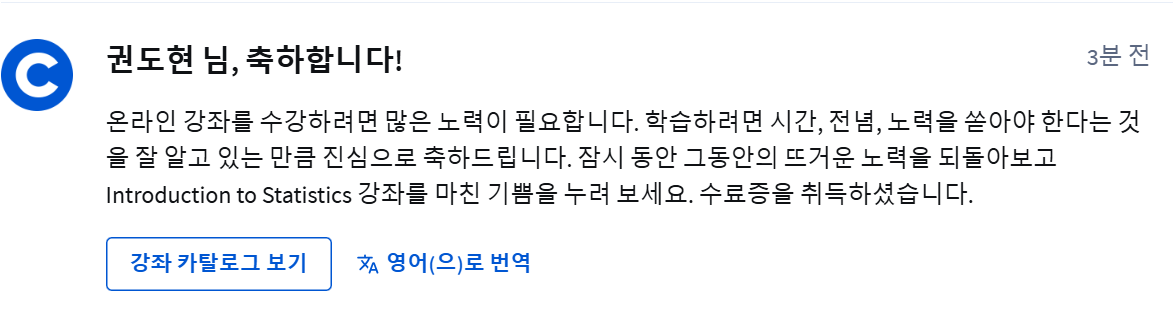 권도현 님, 축하합니다!
3분 전
온라인 강좌를 수강하려면 많은 노력이 필요합니다. 학습하려면 시간, 전념, 노력을 쏟아야 한다는 것
을 잘 알고 있는 만큼 진심으로 축하드립니다. 잠시 동안 그동안의 뜨거운 노력을 되돌아보고
Introduction to Statistics 강좌를 마친 기쁨을 누려 보세요. 수료증을 취득하셨습니다.
강좌 카탈로그 보기
영어(으)로 번역